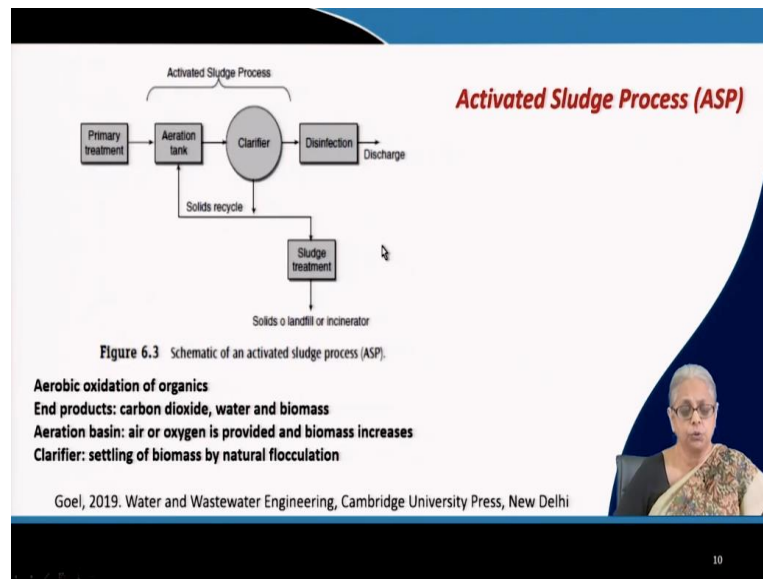 Activated Sludge Process (ASP)
Activated Sludge Process
Primary
treatment
Aeration
tank
Clarifier
Disinfection
Discharge
Solids recycle
Sludge
treatment
Solids o landfill or incinerator
Figure 6.3 Schematic of an activated sludge process (ASP).
Aerobic oxidation of organics
End products: carbon dioxide, water and biomass
Aeration basin: air or oxygen is provided and biomass increases
Clarifier: settling of biomass by natural flocculation
Goel, 2019. Water and Wastewater Engineering, Cambridge University Press, New Delhi
10